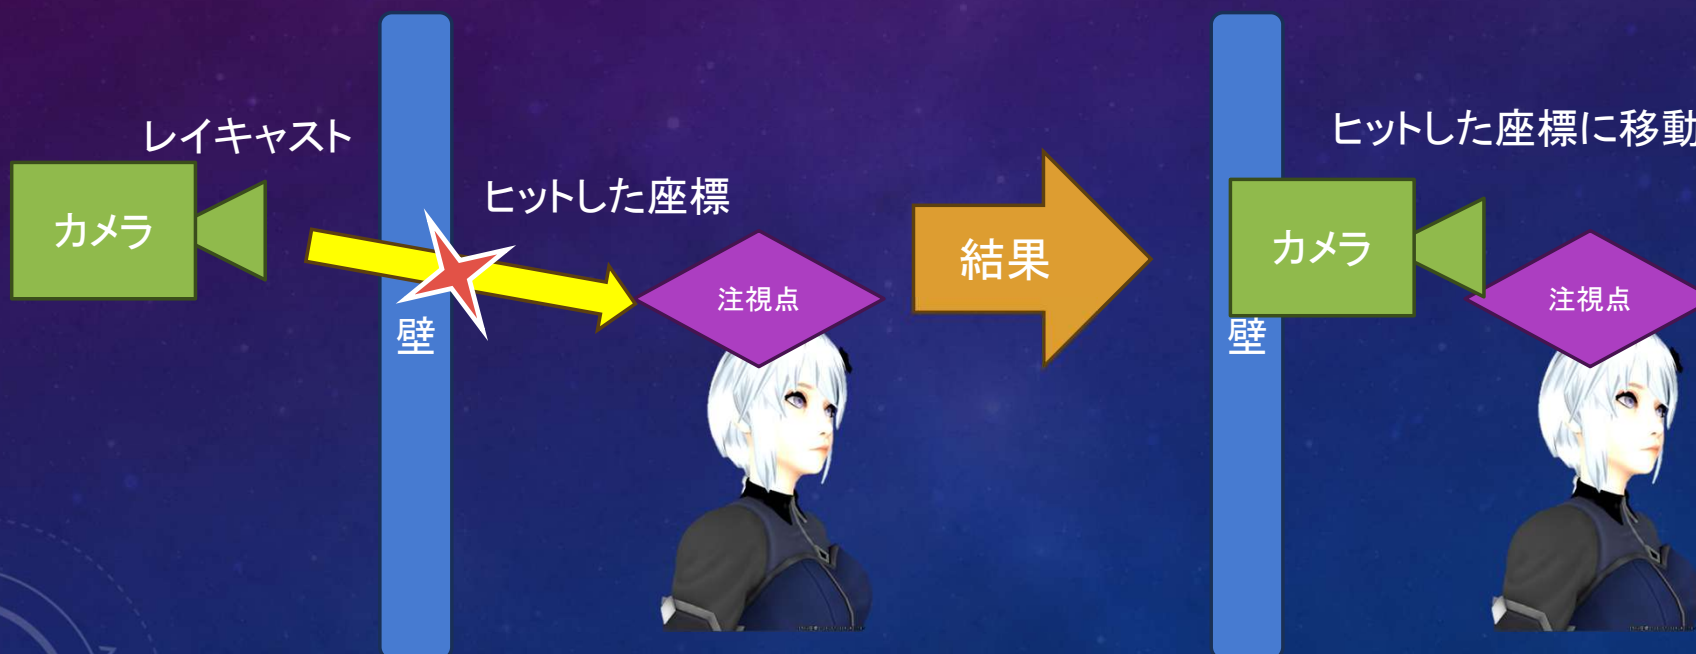 レイキャスト
カメラ
ヒットした座標
壁
注視点
結果
ヒットした座標に移動
カメラ
壁
注視点